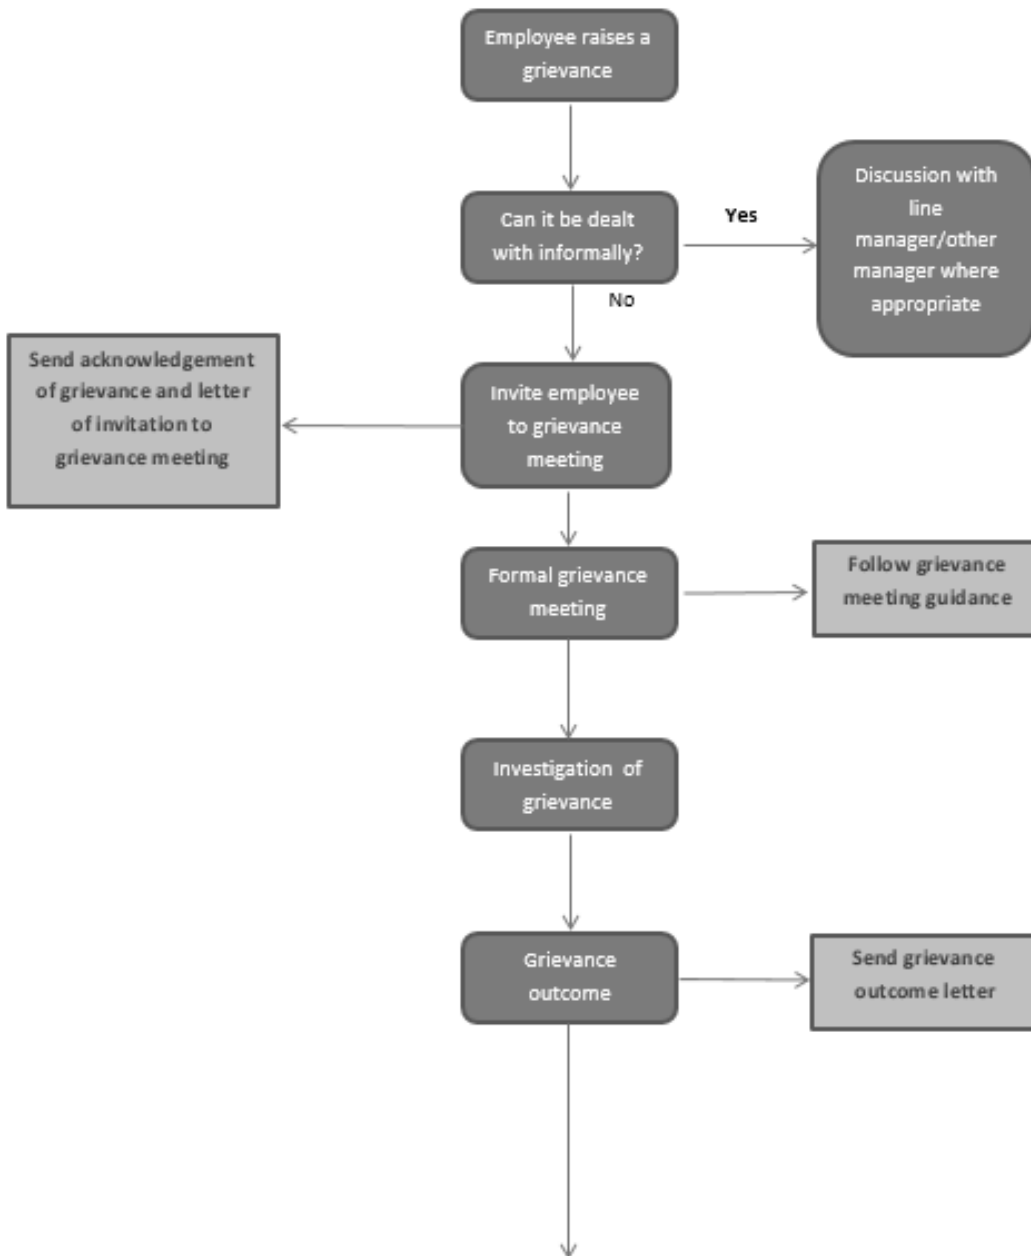 Employee raises a
grievance
Can it be dealt
with informally?
Yes
Discussion with
line
manager/other
manager where
appropriate
No
Send acknowledgement
of grievance and letter
of invitation to
grievance meeting
Invite employee
to grievance
meeting
Formal grievance
meeting
Follow grievance
meeting guidance
Investigation of
grievance
Grievance
outcome
Send grievance
outcome letter